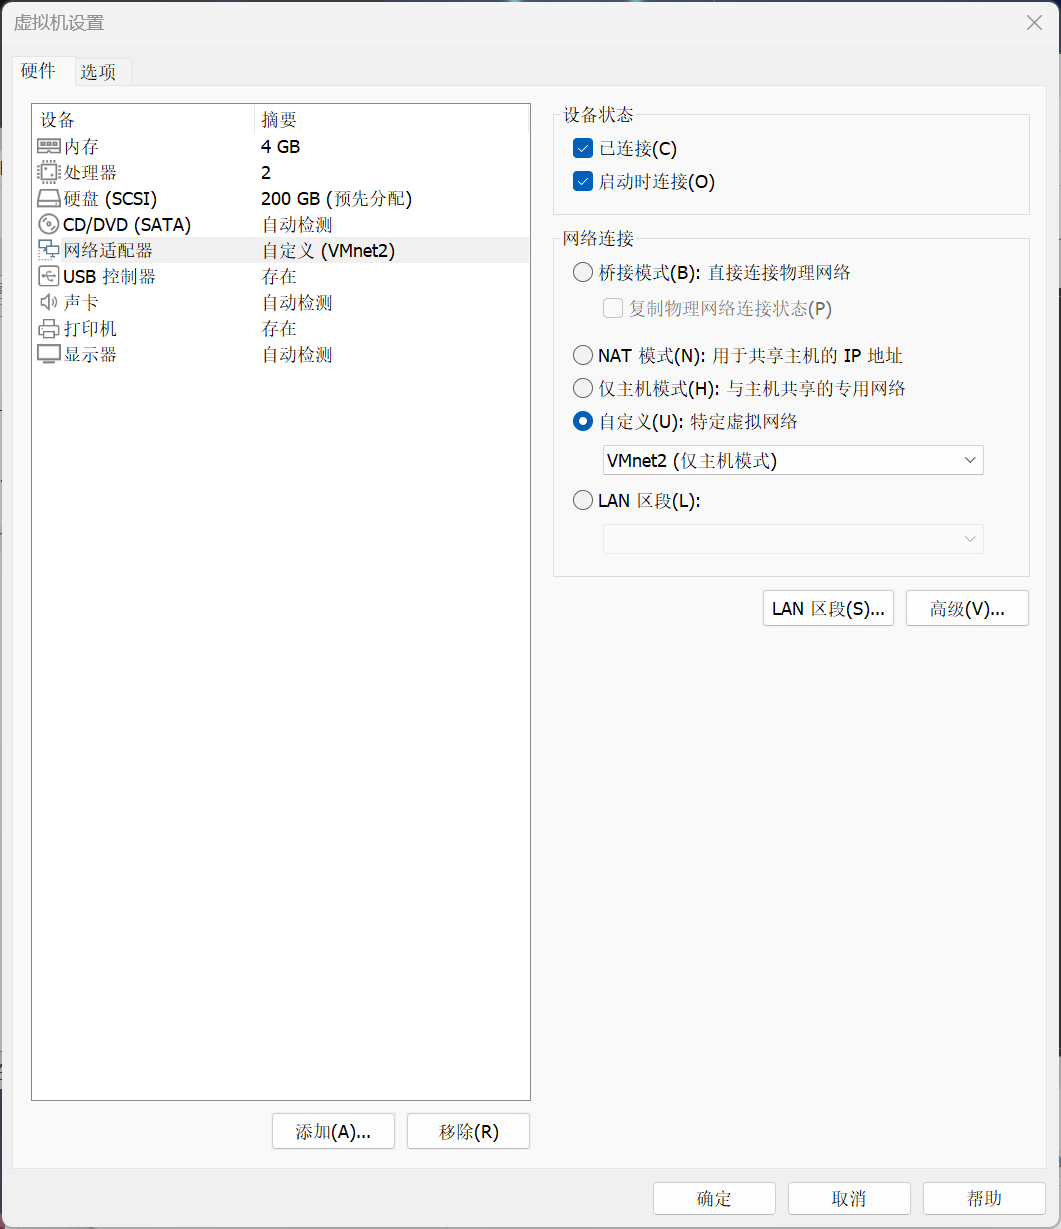 虚拟机设置
硬件 选项
设备 摘要
内存 4 GB
处理器 2
硬盘 (SCSI) 200 GB (预先分配)
CD/DVD (SATA) 自动检测
网络适配器 自定义 (VMnet2)
USB 控制器 存在
声卡 自动检测
打印机 存在
显示器 自动检测
添加(A)... 移除(R)
设备状态
已连接(C)
启动时连接(O)
网络连接
桥接模式(B): 直接连接物理网络
复制物理网络连接状态(P)
NAT 模式(N): 用于共享主机的 IP 地址
仅主机模式(H): 与主机共享的专用网络
自定义(U): 特定虚拟网络
VMnet2 (仅主机模式)
LAN 区段(L):
LAN 区段(S)... 高级(V)...
确定 取消 帮助